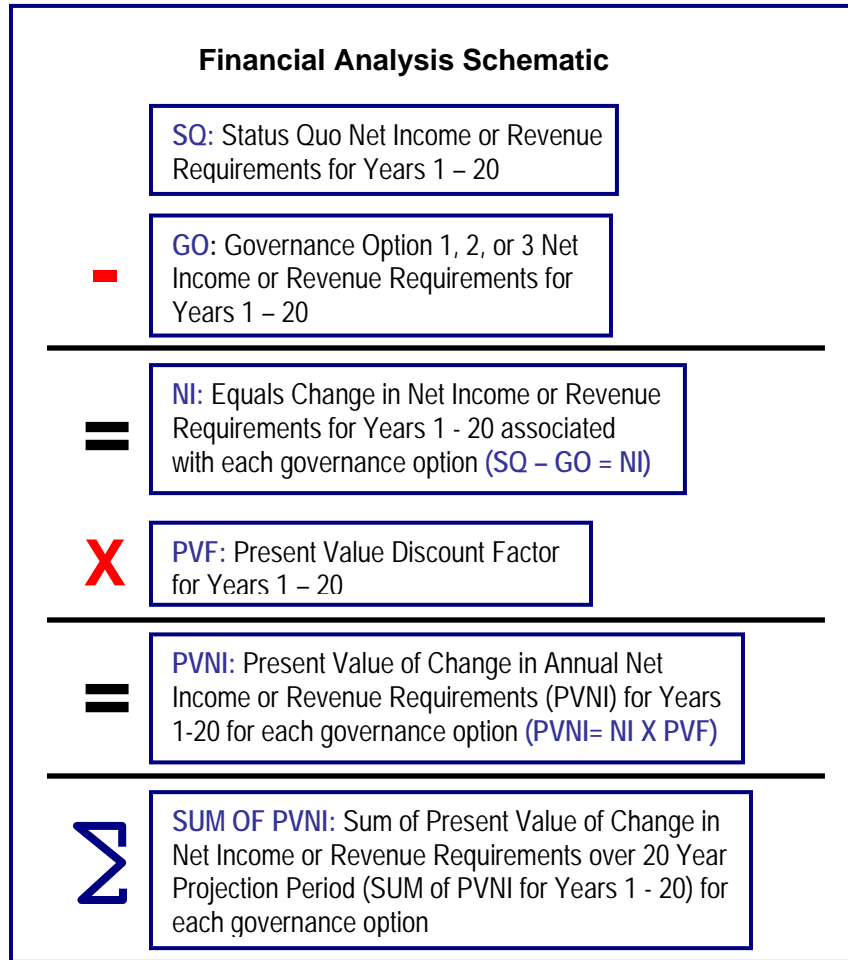 Financial Analysis Schematic
SQ: Status Quo Net Income or Revenue
Requirements for Years 1 – 20
-
GO: Governance Option 1, 2, or 3 Net
Income or Revenue Requirements for
Years 1 – 20
=
NI: Equals Change in Net Income or Revenue
Requirements for Years 1 - 20 associated
with each governance option (SQ – GO = NI)
X
PVF: Present Value Discount Factor
for Years 1 – 20
=
PVNI: Present Value of Change in Annual Net
Income or Revenue Requirements (PVNI) for Years
1-20 for each governance option (PVNI= NI X PVF)
Σ
SUM OF PVNI: Sum of Present Value of Change in
Net Income or Revenue Requirements over 20 Year
Projection Period (SUM of PVNI for Years 1 - 20) for
each governance option